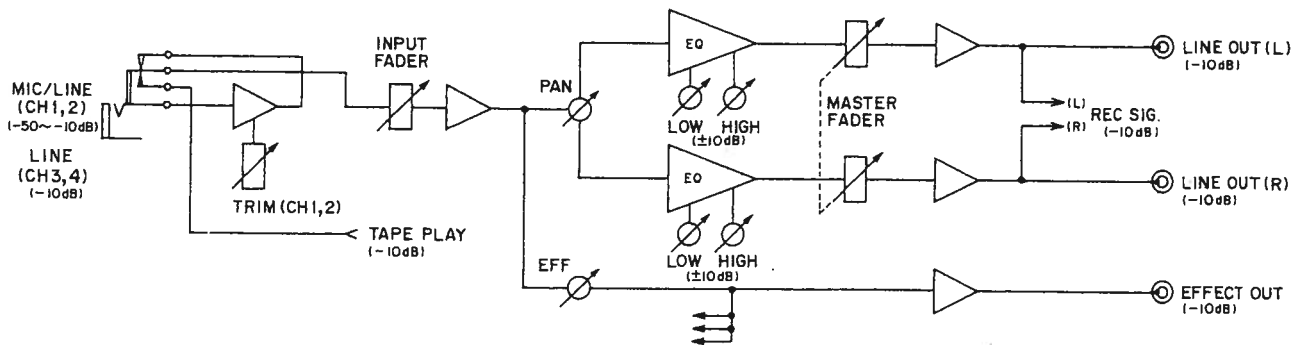 INPUT
FADER
MIC/LINE
(CH1,2)
(-50~-10dB)
LINE
(CH3,4)
(-10dB)
TRIM(CH1,2)
TAPE PLAY
(-10dB)
PAN
EFF
EQ
LOW HIGH
(±10dB)
EQ
LOW HIGH
(±10dB)
MASTER
FADER
LINE OUT(L)
(-10dB)
(L)
(R)
REC SIG.
(-10dB)
LINE OUT(R)
(-10dB)
EFFECT OUT
(-10dB)